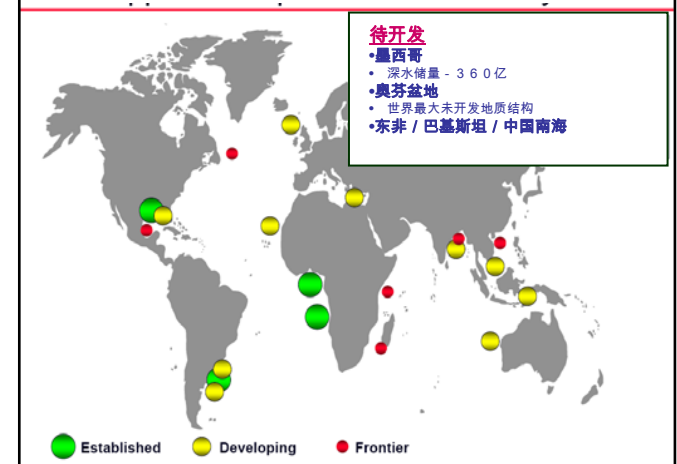 待开发
•墨西哥
• 深水储量－３６０亿
•奥芬盆地
• 世界最大未开发地质结构
•东非 / 巴基斯坦 / 中国南海
Established
Developing
Frontier